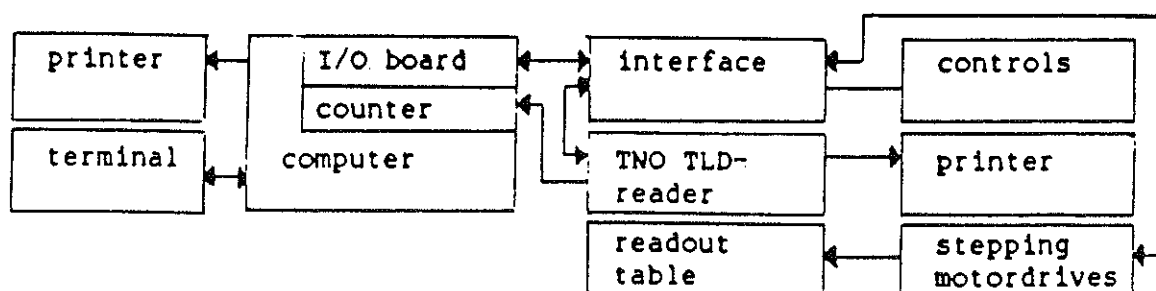 printer
I/O board
counter
computer
terminal
interface
controls
TNO TLD-
reader
printer
readout
table
stepping
motordrives